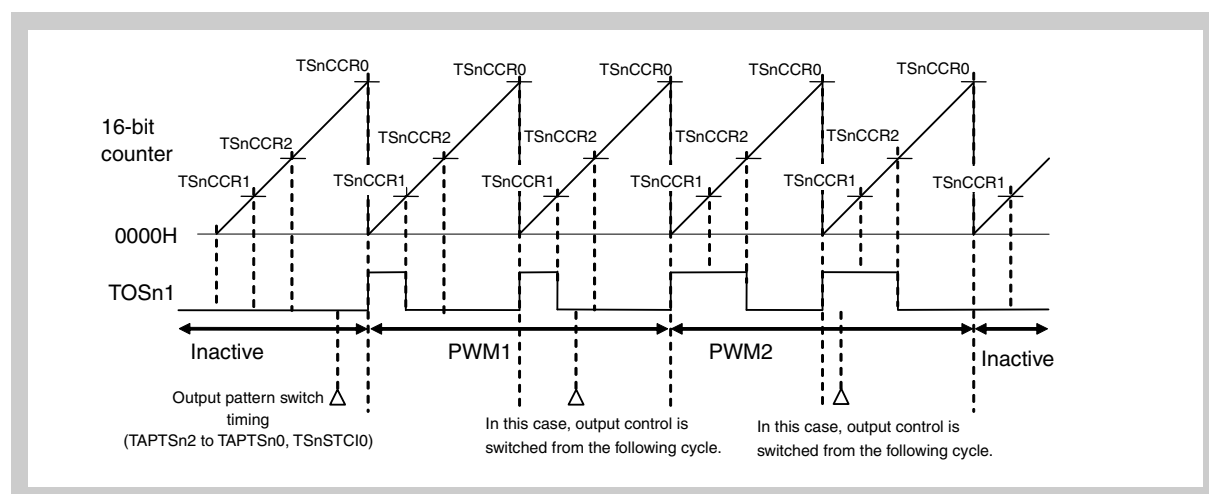 TSnCCR0 TSnCCR0 TSnCCR0 TSnCCR0 TSnCCR0
16-bit
counter
TSnCCR2 TSnCCR2 TSnCCR2 TSnCCR2 TSnCCR2
TSnCCR1 TSnCCR1 TSnCCR1 TSnCCR1 TSnCCR1 TSnCCR1
0000H
TOSn1
Inactive PWM1 PWM2 Inactive
Output pattern switch
timing
(TAPTSn2 to TAPTSn0, TSnSTCI0)
In this case, output control is
switched from the following cycle.
In this case, output control is
switched from the following cycle.